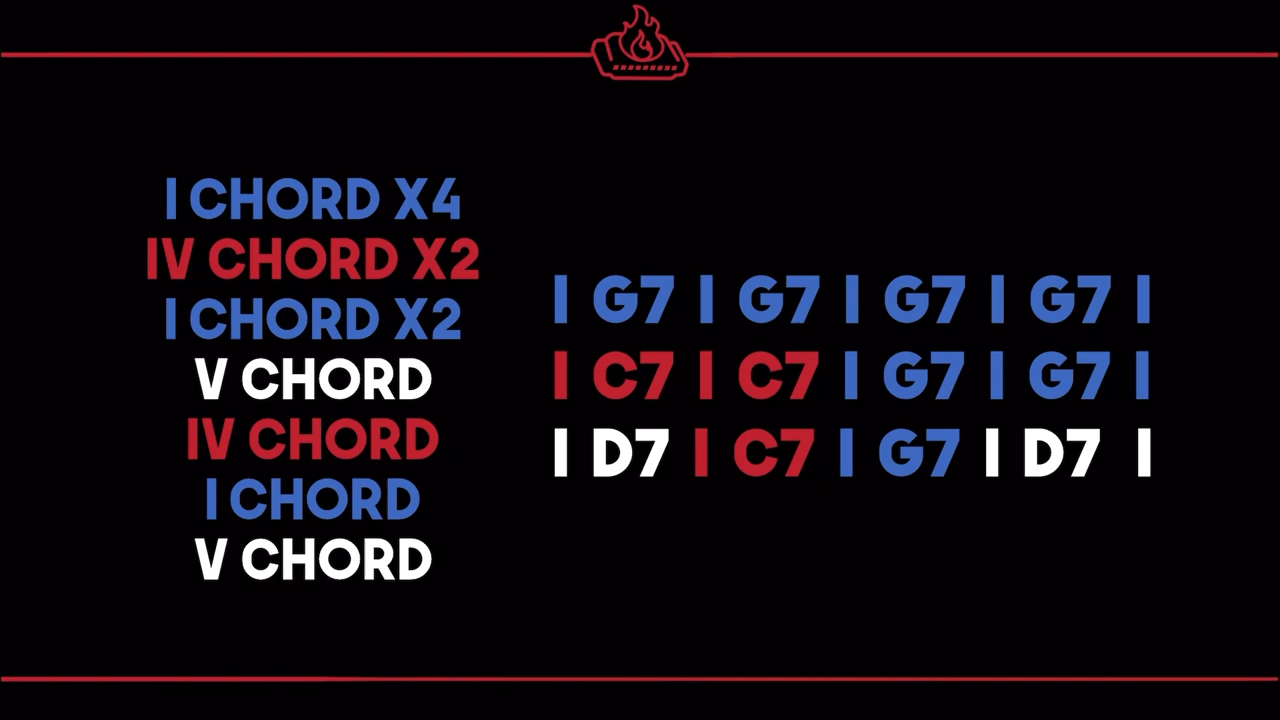 I CHORD X4
IV CHORD X2
I CHORD X2
V CHORD
IV CHORD
I CHORD
V CHORD
| G7 | G7 | G7 | G7 |
| C7 | C7 | G7 | G7 |
| D7 | C7 | G7 | D7 |